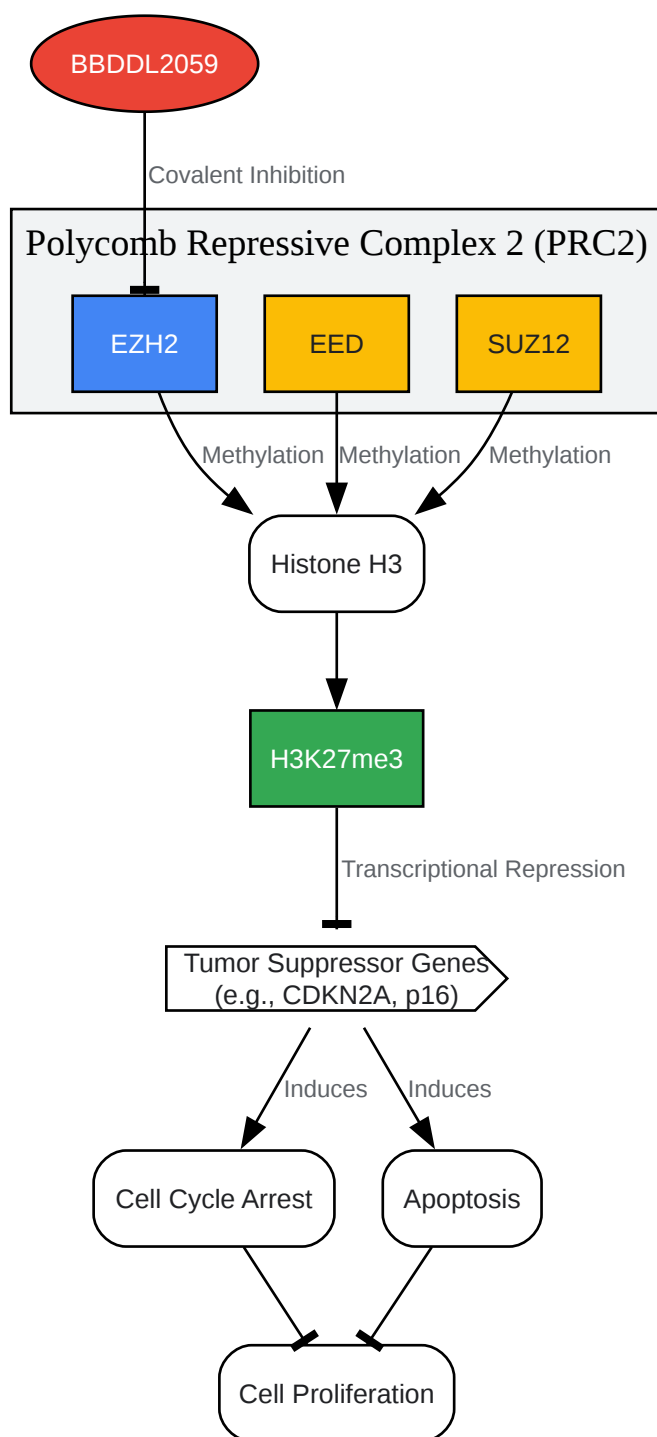 BBDDL2059
Covalent Inhibition
Polycomb Repressive Complex 2 (PRC2)
EZH2
EED
SUZ12
Methylation
Methylation
Methylation
Histone H3
H3K27me3
Transcriptional Repression
Tumor Suppressor Genes
(e.g., CDKN2A, p16)
Induces
Induces
Cell Cycle Arrest
Apoptosis
Cell Proliferation